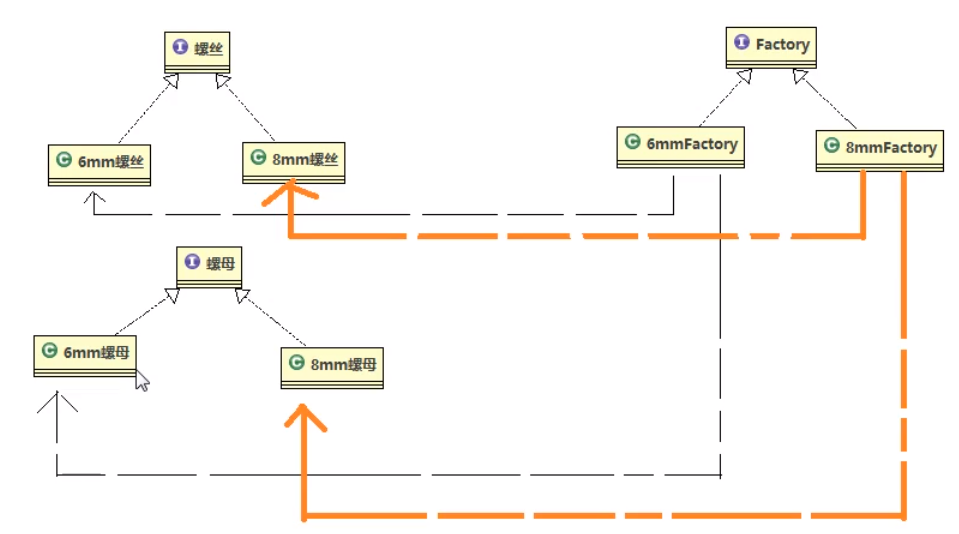 I 螺丝
I Factory
C 6mm螺丝
C 8mm螺丝
C 6mmFactory
C 8mmFactory
I 螺母
C 6mm螺母
C 8mm螺母